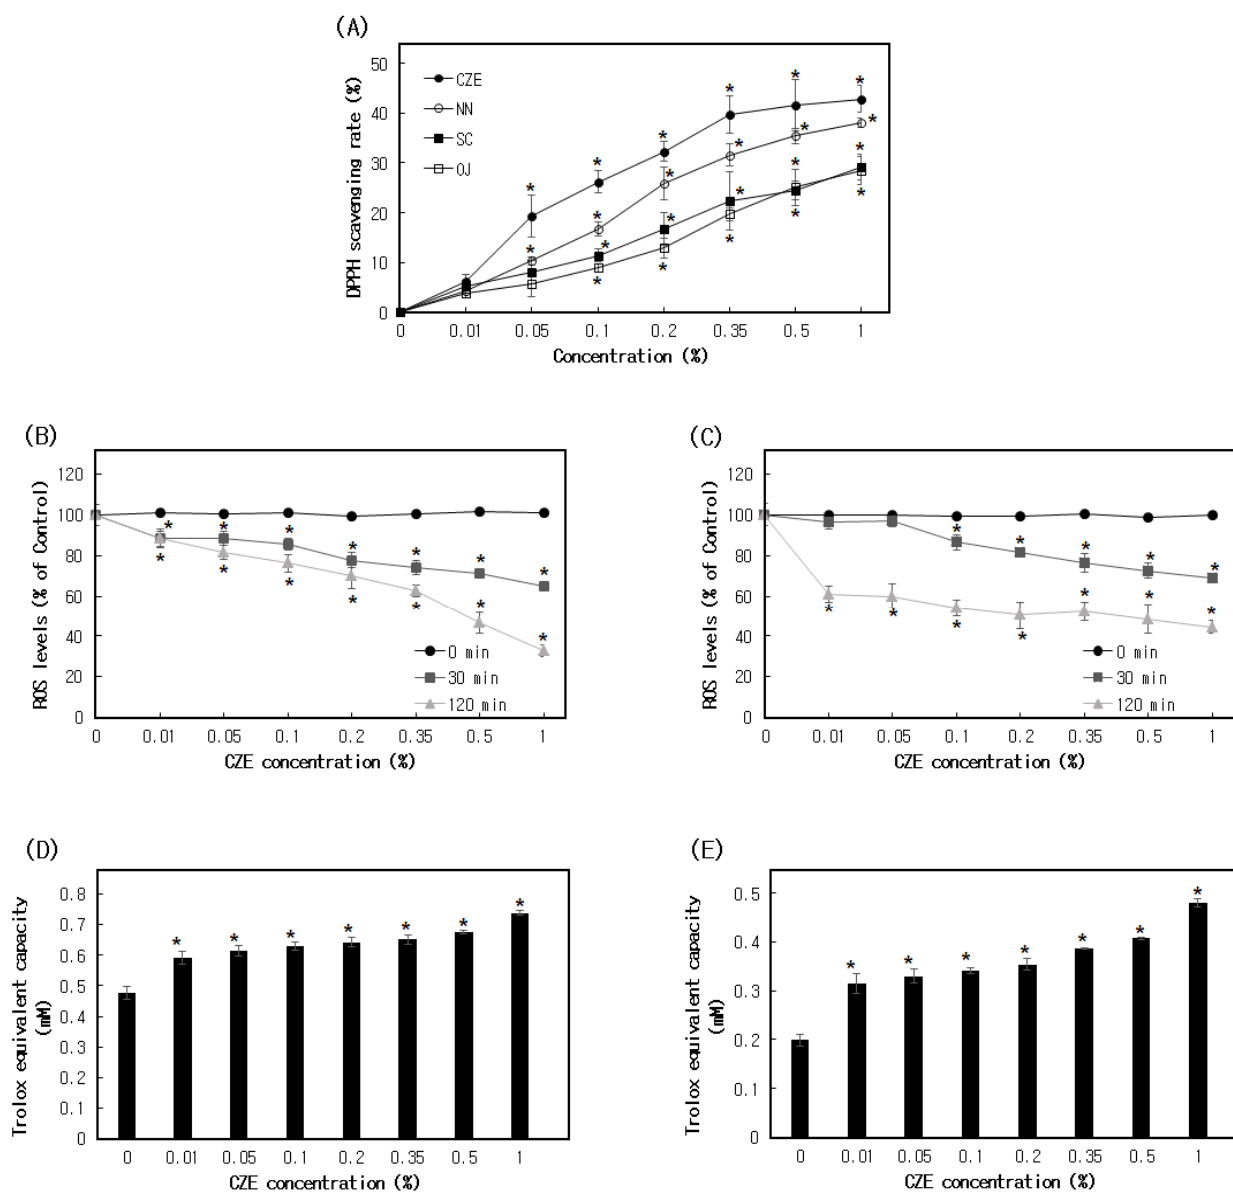 (A)
DPPH scavenging rate (%)
50
40
30
20
10
0
CZE
NN
SC
OJ
* * * * * *
* * * * * *
* * * * *
* * * * *
0 0.01 0.05 0.1 0.2 0.35 0.5 1
Concentration (%)
(B)
ROS levels (% of Control)
120
100
80
60
40
20
0
* * * * * * *
* * * * * * *
0 min
30 min
120 min
0 0.01 0.05 0.1 0.2 0.35 0.5 1
CZE concentration (%)
(C)
ROS levels (% of Control)
120
100
80
60
40
20
0
* * * * *
* * * * * * *
0 min
30 min
120 min
0 0.01 0.05 0.1 0.2 0.35 0.5 1
CZE concentration (%)
(D)
Trolox equivalent capacity
(mM)
0.8
0.7
0.6
0.5
0.4
0.3
0.2
0.1
0
* * * * * * *
0 0.01 0.05 0.1 0.2 0.35 0.5 1
CZE concentration (%)
(E)
Trolox equivalent capacity
(mM)
0.5
0.4
0.3
0.2
0.1
0
* * * * * * *
0 0.01 0.05 0.1 0.2 0.35 0.5 1
CZE concentration (%)